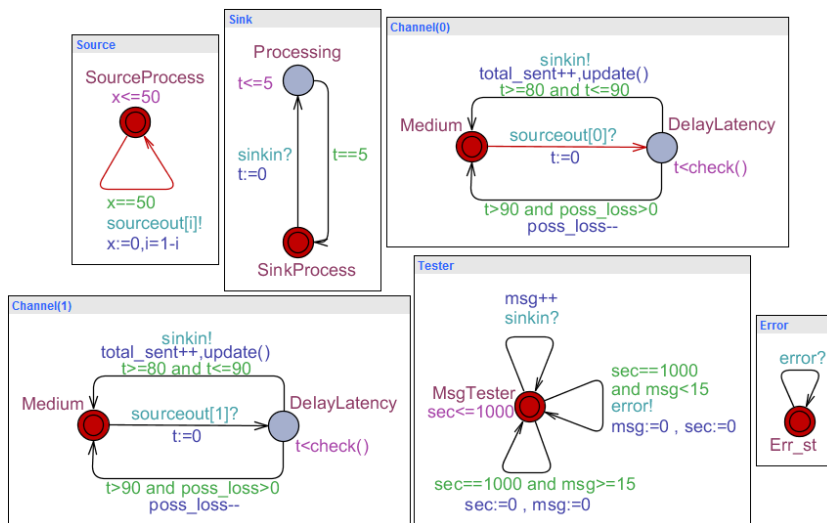 Source
SourceProcess
x<=50
x==50
sourceout[i]!
x:=0,i=1-i
Sink
Processing
t<=5
sinkin?
t:=0
t==5
SinkProcess
Channel(0)
sinkin!
total_sent++,update()
t>=80 and t<=90
Medium
sourceout[0]?
t:=0
DelayLatency
t<check()
t>90 and poss_loss>0
poss_loss--
Channel(1)
sinkin!
total_sent++,update()
t>=80 and t<=90
Medium
sourceout[1]?
t:=0
DelayLatency
t<check()
t>90 and poss_loss>0
poss_loss--
Tester
msg++
sinkin?
MsgTester
sec<=1000
sec==1000
and msg<15
error!
msg:=0 , sec:=0
sec==1000 and msg>=15
sec:=0 , msg:=0
Error
error?
Err_st